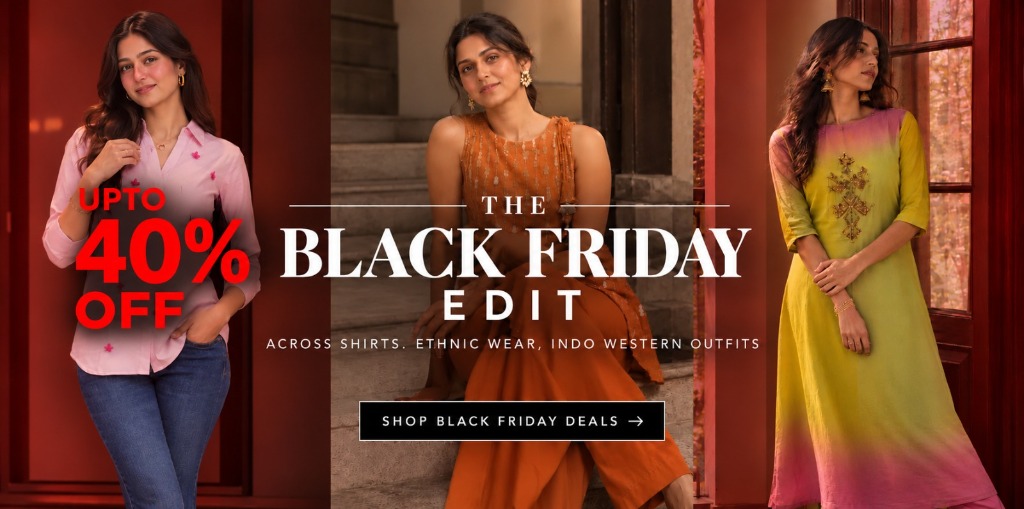 UPTO
40%
OFF
THE
BLACK FRIDAY
EDIT
ACROSS SHIRTS. ETHNIC WEAR, INDO WESTERN OUTFITS
SHOP BLACK FRIDAY DEALS →